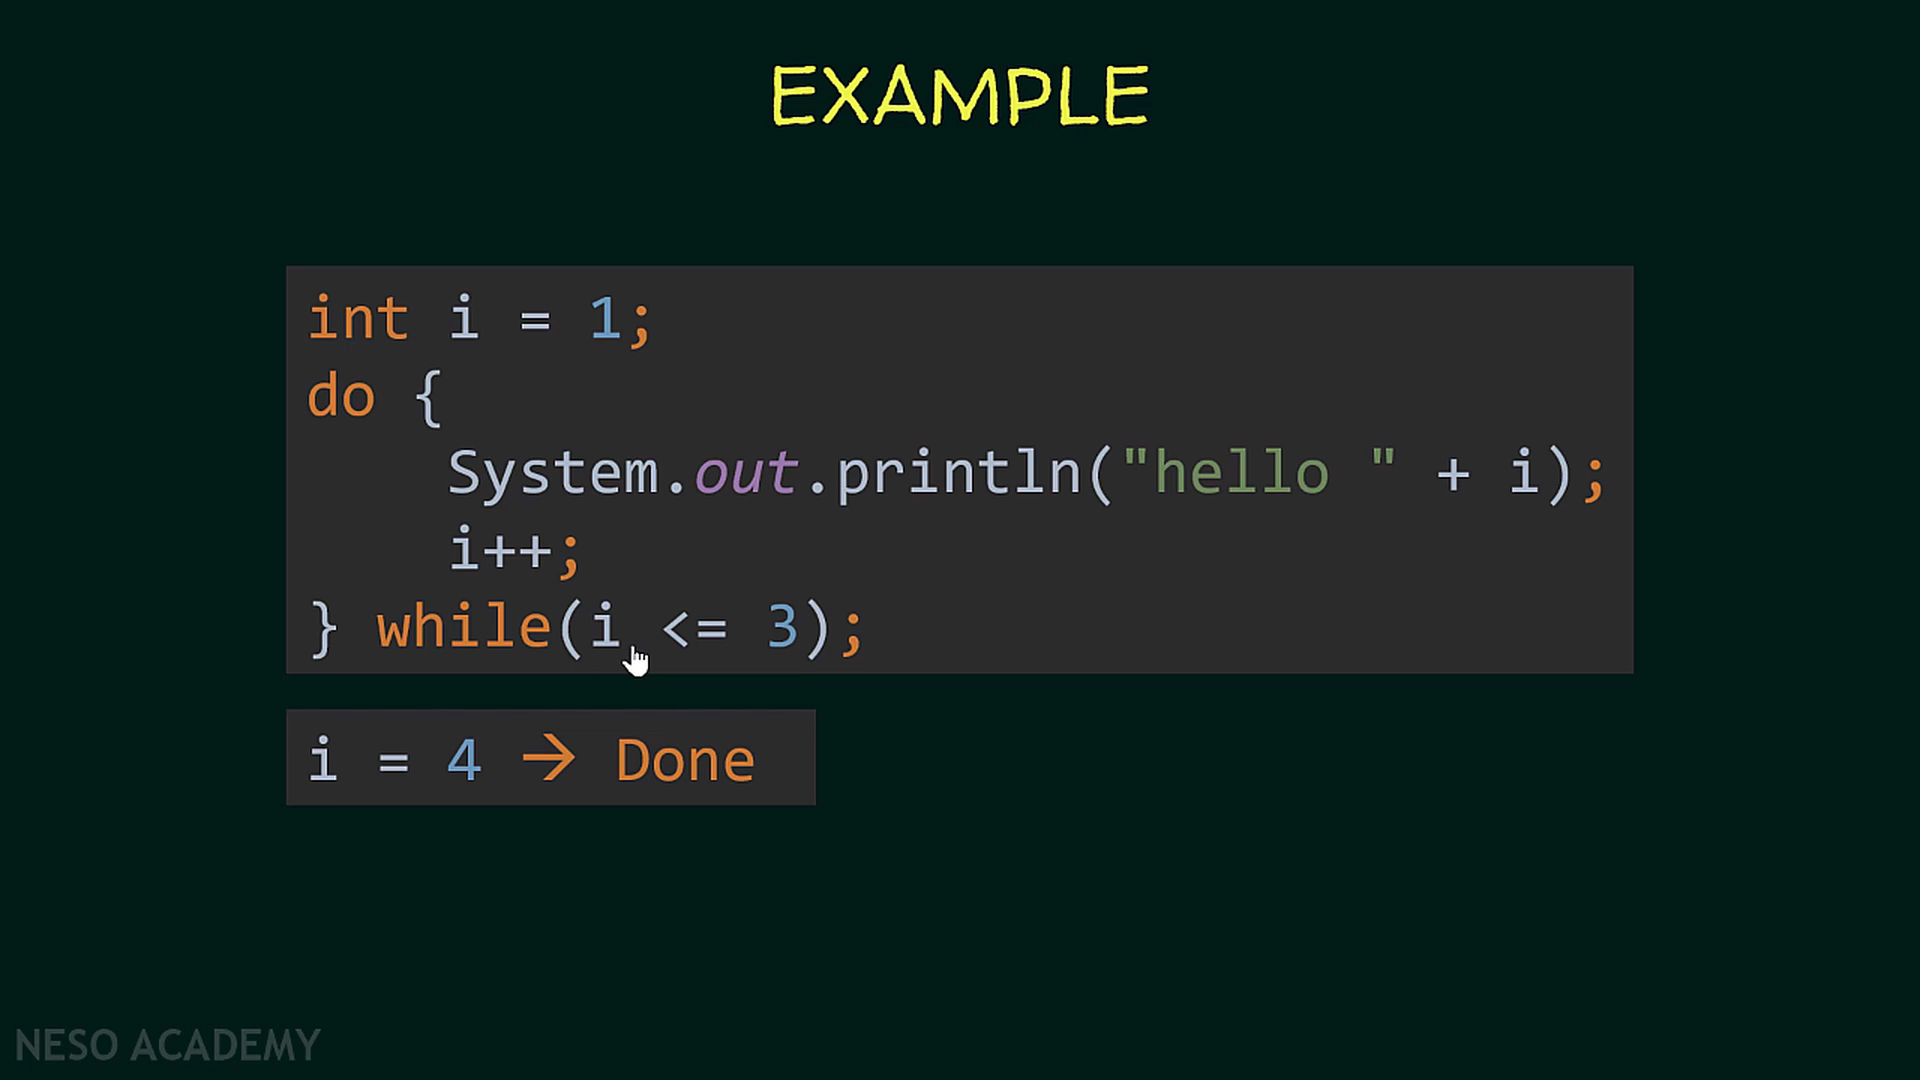 EXAMPLE
int i = 1;
do {
    System.out.println("hello " + i);
    i++;
} while(i <= 3);
i = 4 → Done
NESO ACADEMY